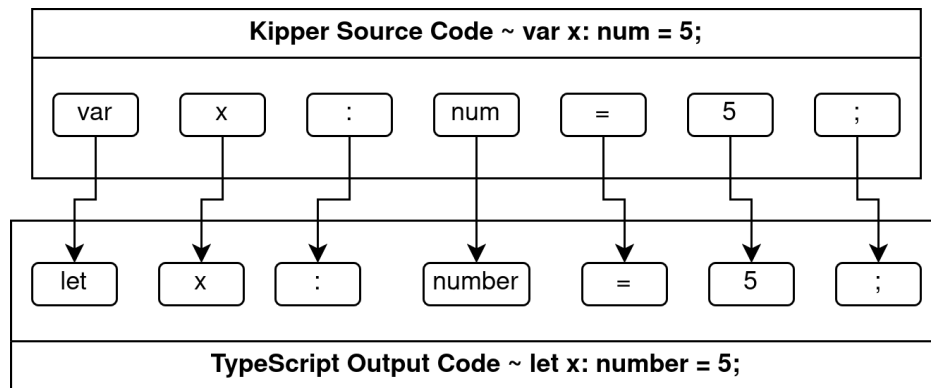 Kipper Source Code ~ var x: num = 5;
var x : num = 5 ;
let x : number = 5 ;
TypeScript Output Code ~ let x: number = 5;